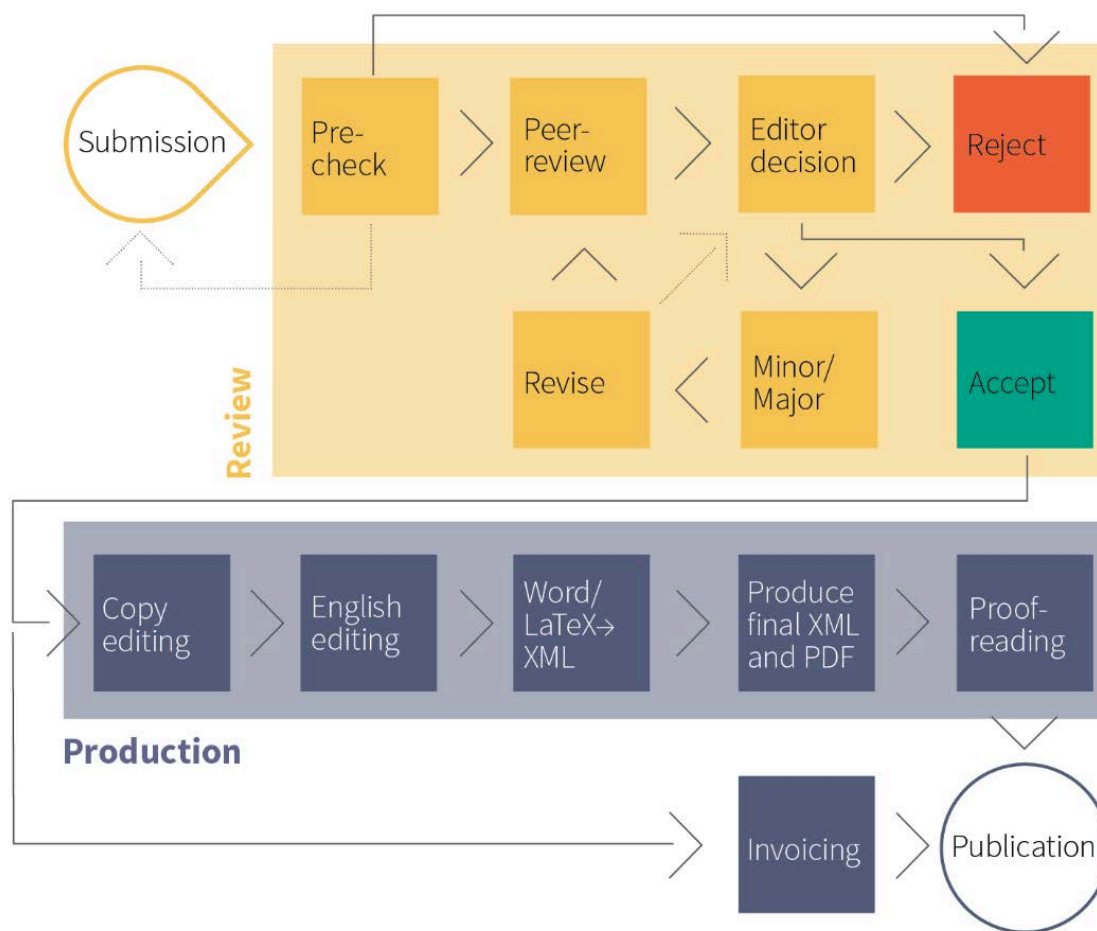 Submission
Pre-
check
Peer-
review
Editor
decision
Reject
Revise
Minor/
Major
Accept
Review
Copy
editing
English
editing
Word/
LaTeX→
XML
Produce
final XML
and PDF
Proof-
reading
Production
Invoicing
Publication